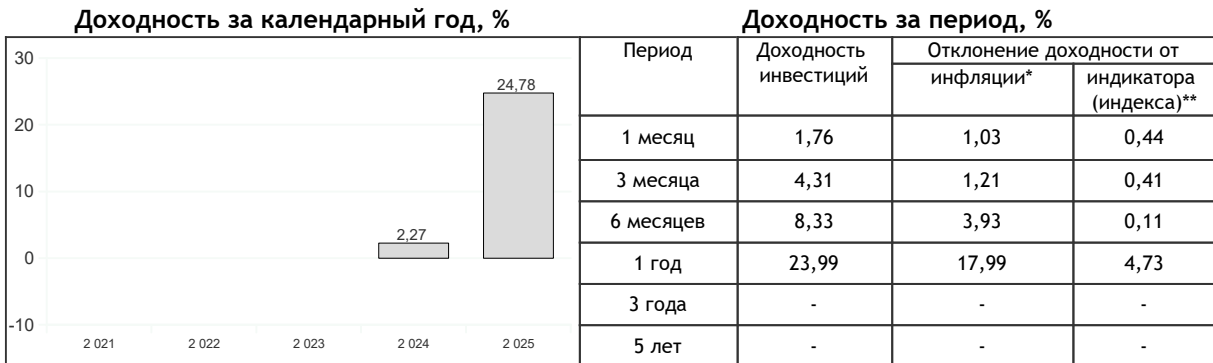 Доходность за календарный год, %
30
20
10
0
-10
2,27
24,78
2 021 2 022 2 023 2 024 2 025
Доходность за период, %
Период Доходность инвестиций Отклонение доходности от
инфляции* индикатора (индекса)**
1 месяц 1,76 1,03 0,44
3 месяца 4,31 1,21 0,41
6 месяцев 8,33 3,93 0,11
1 год 23,99 17,99 4,73
3 года - - -
5 лет - - -